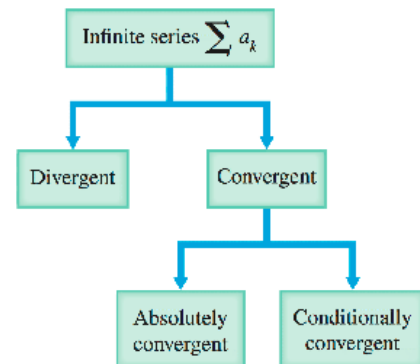 Infinite series ∑ a_k
Divergent
Convergent
Absolutely
convergent
Conditionally
convergent